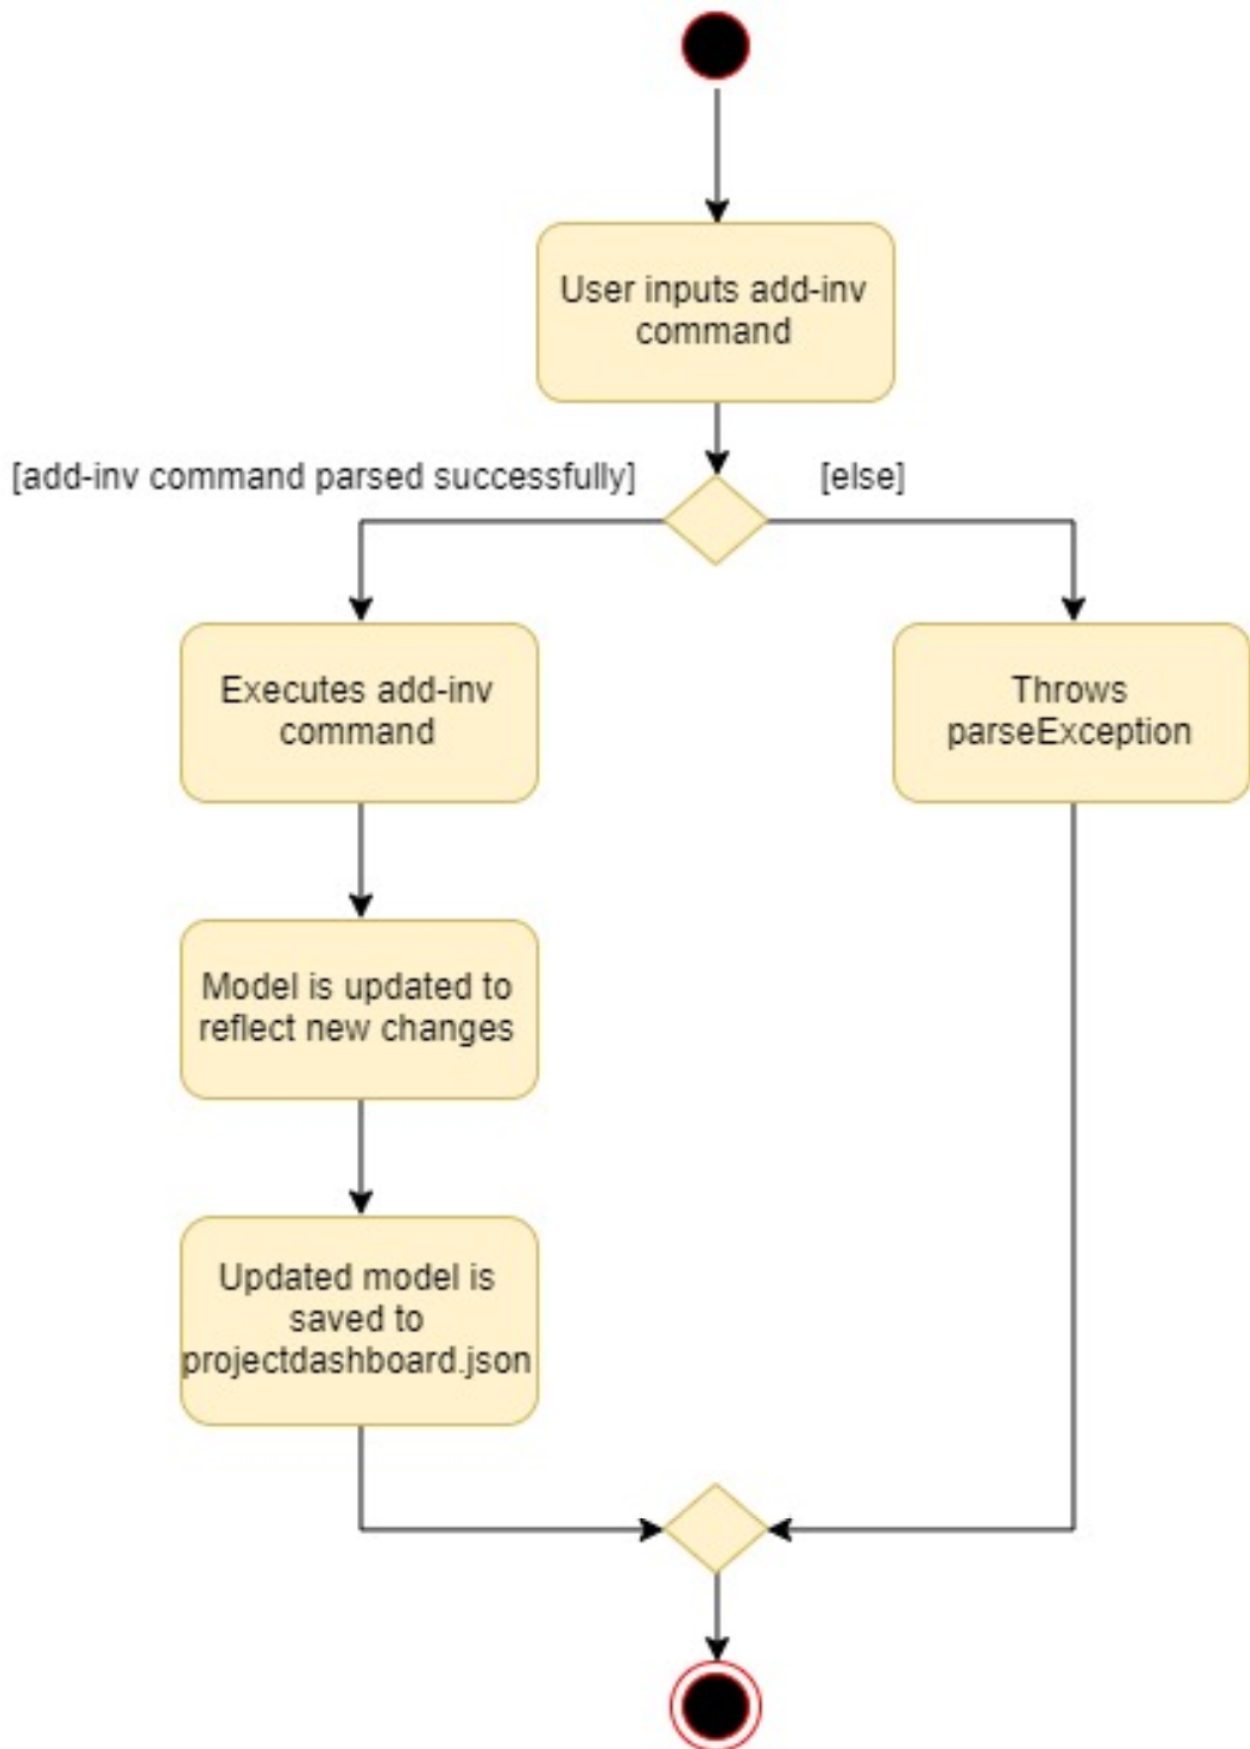 User inputs add-inv
command
[add-inv command parsed successfully]
[else]
Executes add-inv
command
Throws
parseException
Model is updated to
reflect new changes
Updated model is
saved to
projectdashboard.json